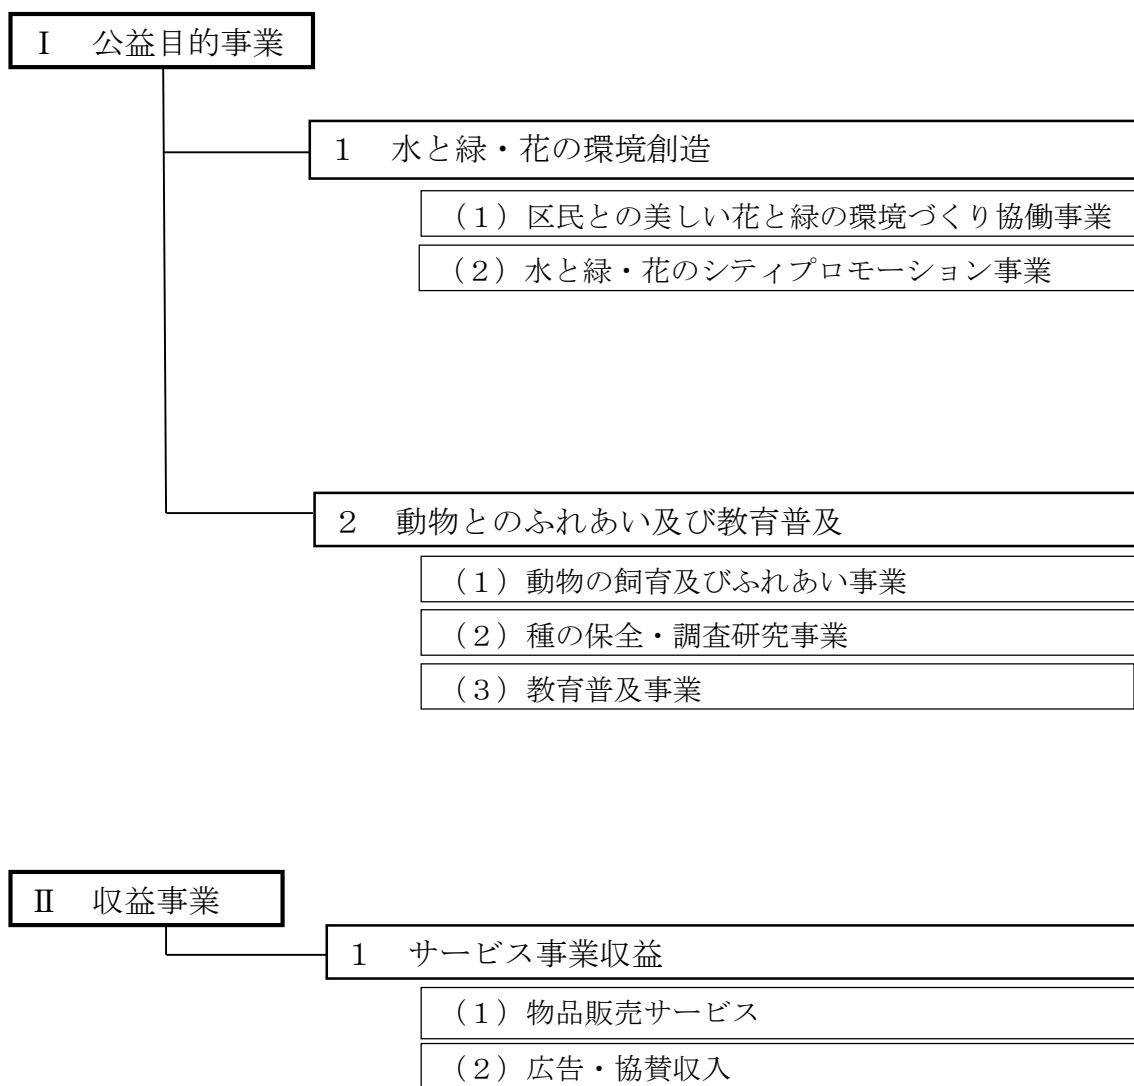 Ⅰ　公益目的事業
１　水と緑・花の環境創造
（１）区民との美しい花と緑の環境づくり協働事業
（２）水と緑・花のシティプロモーション事業
２　動物とのふれあい及び教育普及
（１）動物の飼育及びふれあい事業
（２）種の保全・調査研究事業
（３）教育普及事業
Ⅱ　収益事業
１　サービス事業収益
（１）物品販売サービス
（２）広告・協賛収入